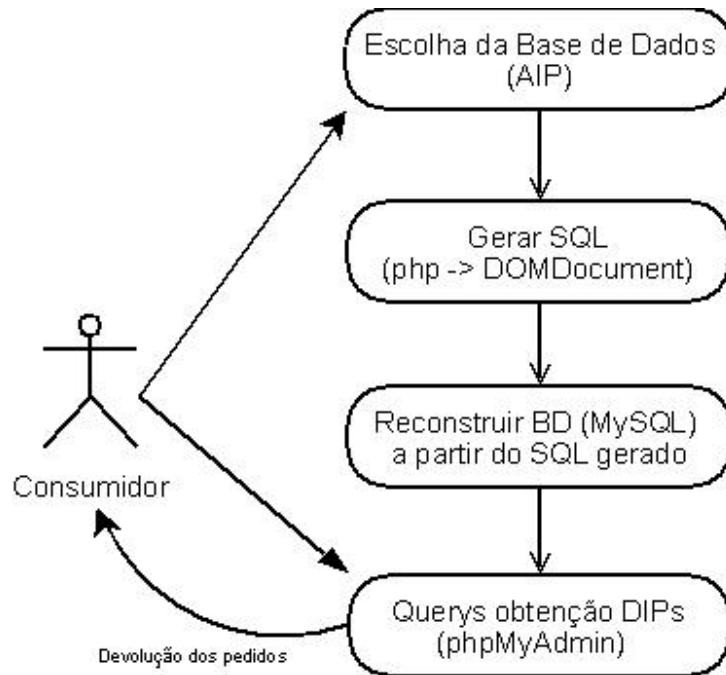 Escolha da Base de Dados
(AIP)
Gerar SQL
(php -> DOMDocument)
Reconstruir BD (MySQL)
a partir do SQL gerado
Consumidor
Querys obtenção DIPs
(phpMyAdmin)
Devolução dos pedidos